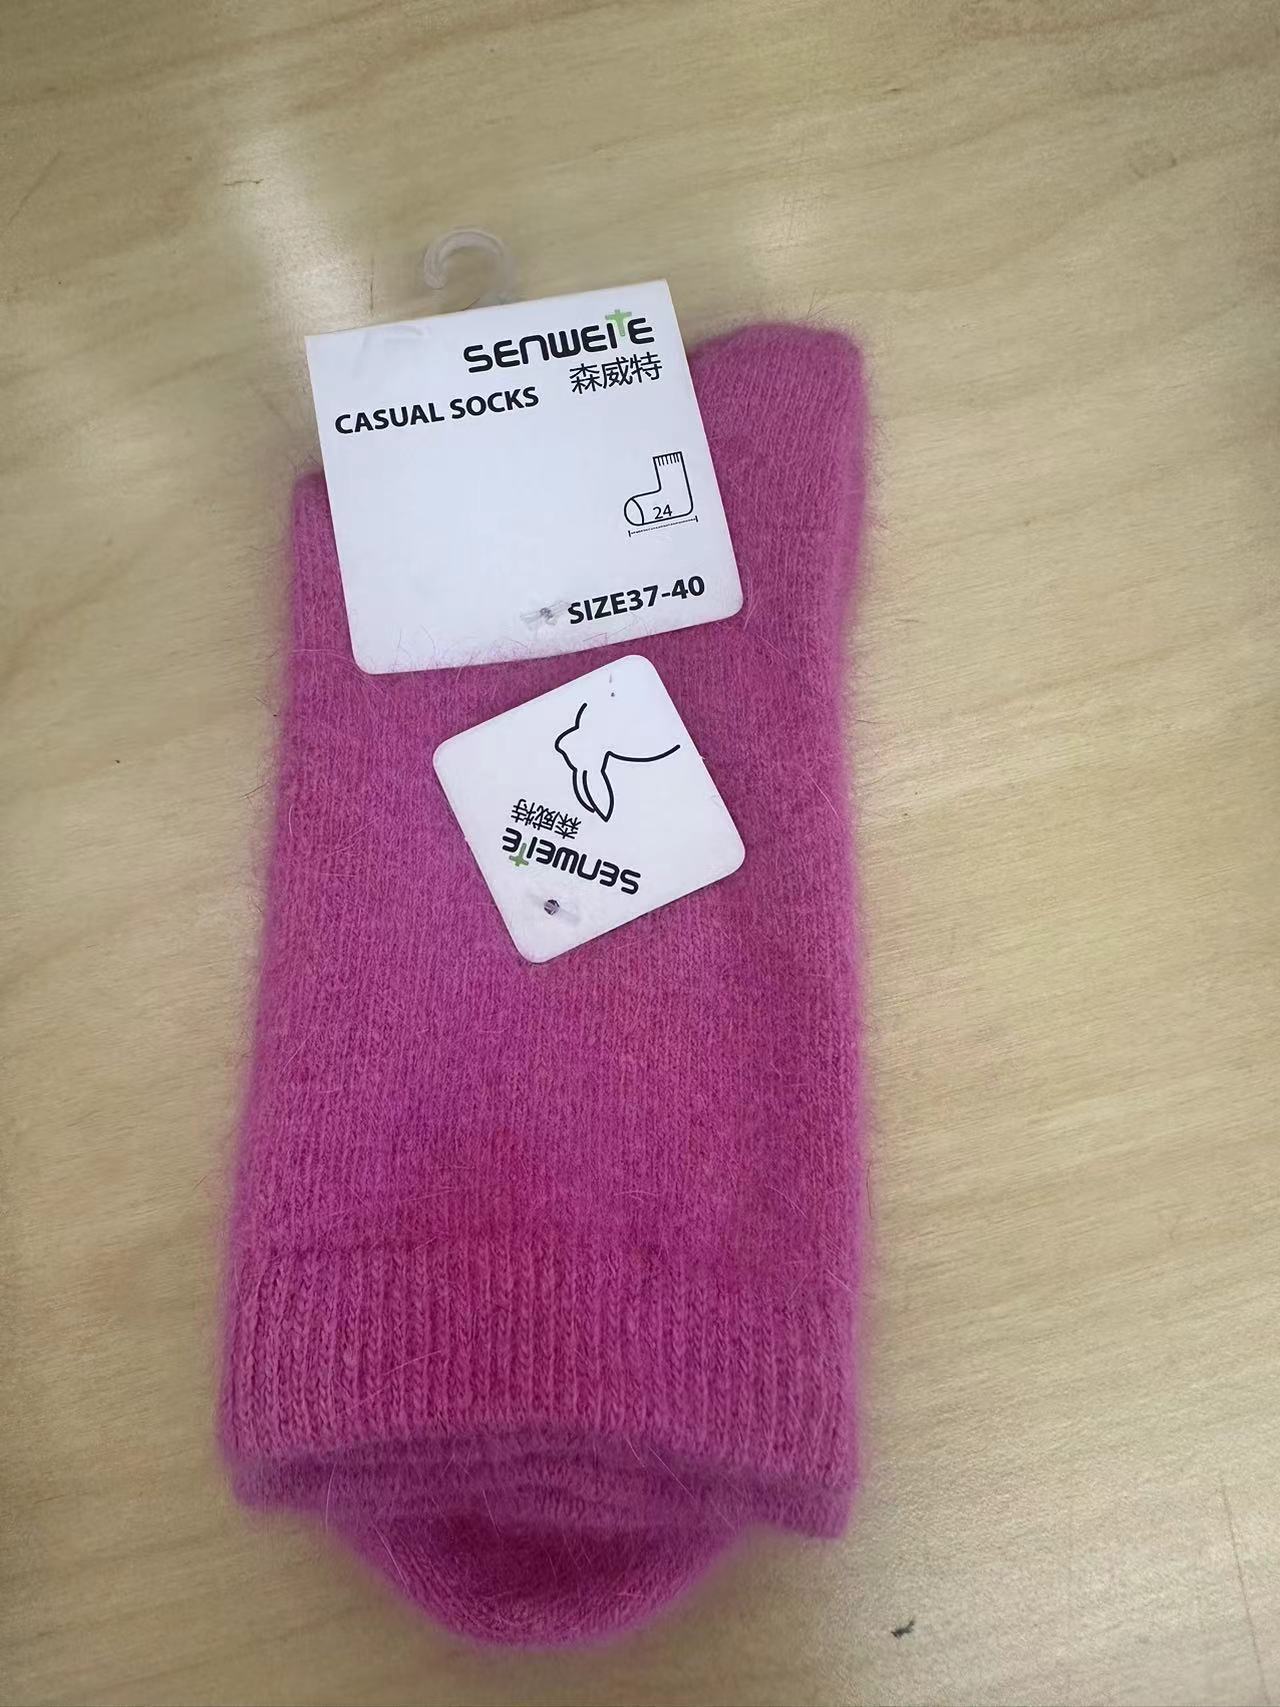 SENWEITE
森威特
CASUAL SOCKS
24
SIZE37-40
森威特
SENWEITE